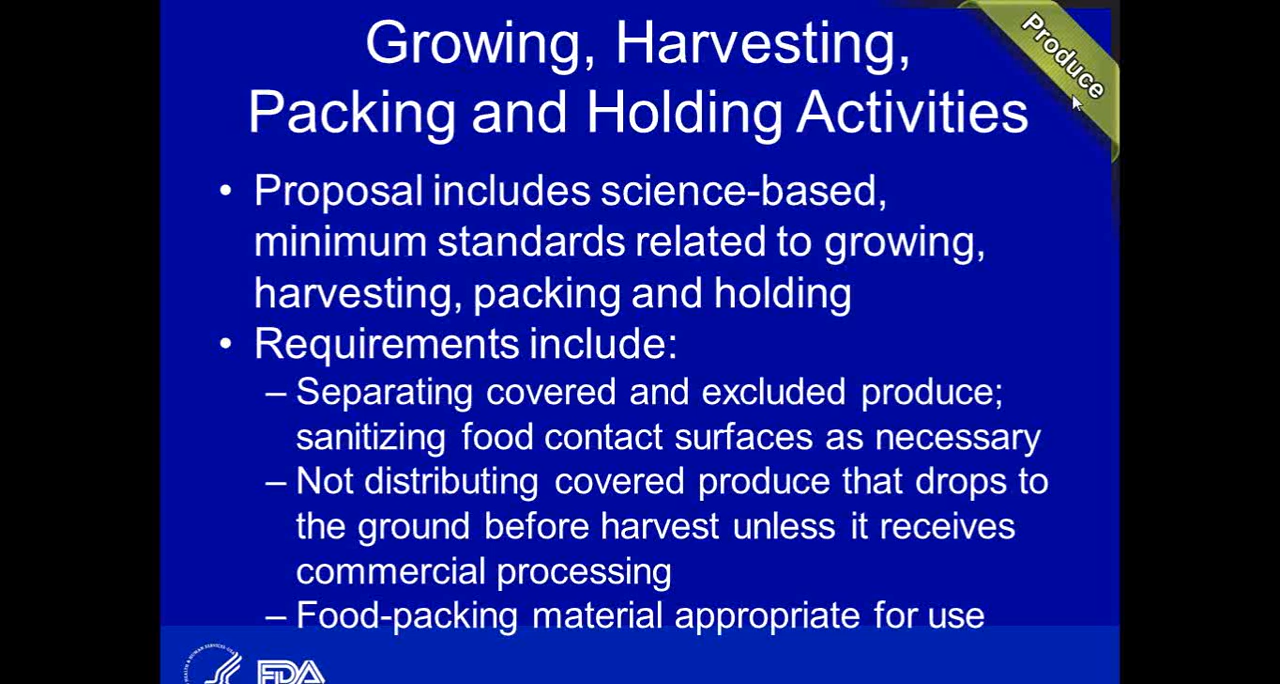 Growing, Harvesting,
Packing and Holding Activities
Produce
• Proposal includes science-based,
minimum standards related to growing,
harvesting, packing and holding
• Requirements include:
– Separating covered and excluded produce;
sanitizing food contact surfaces as necessary
– Not distributing covered produce that drops to
the ground before harvest unless it receives
commercial processing
– Food-packing material appropriate for use
FDA